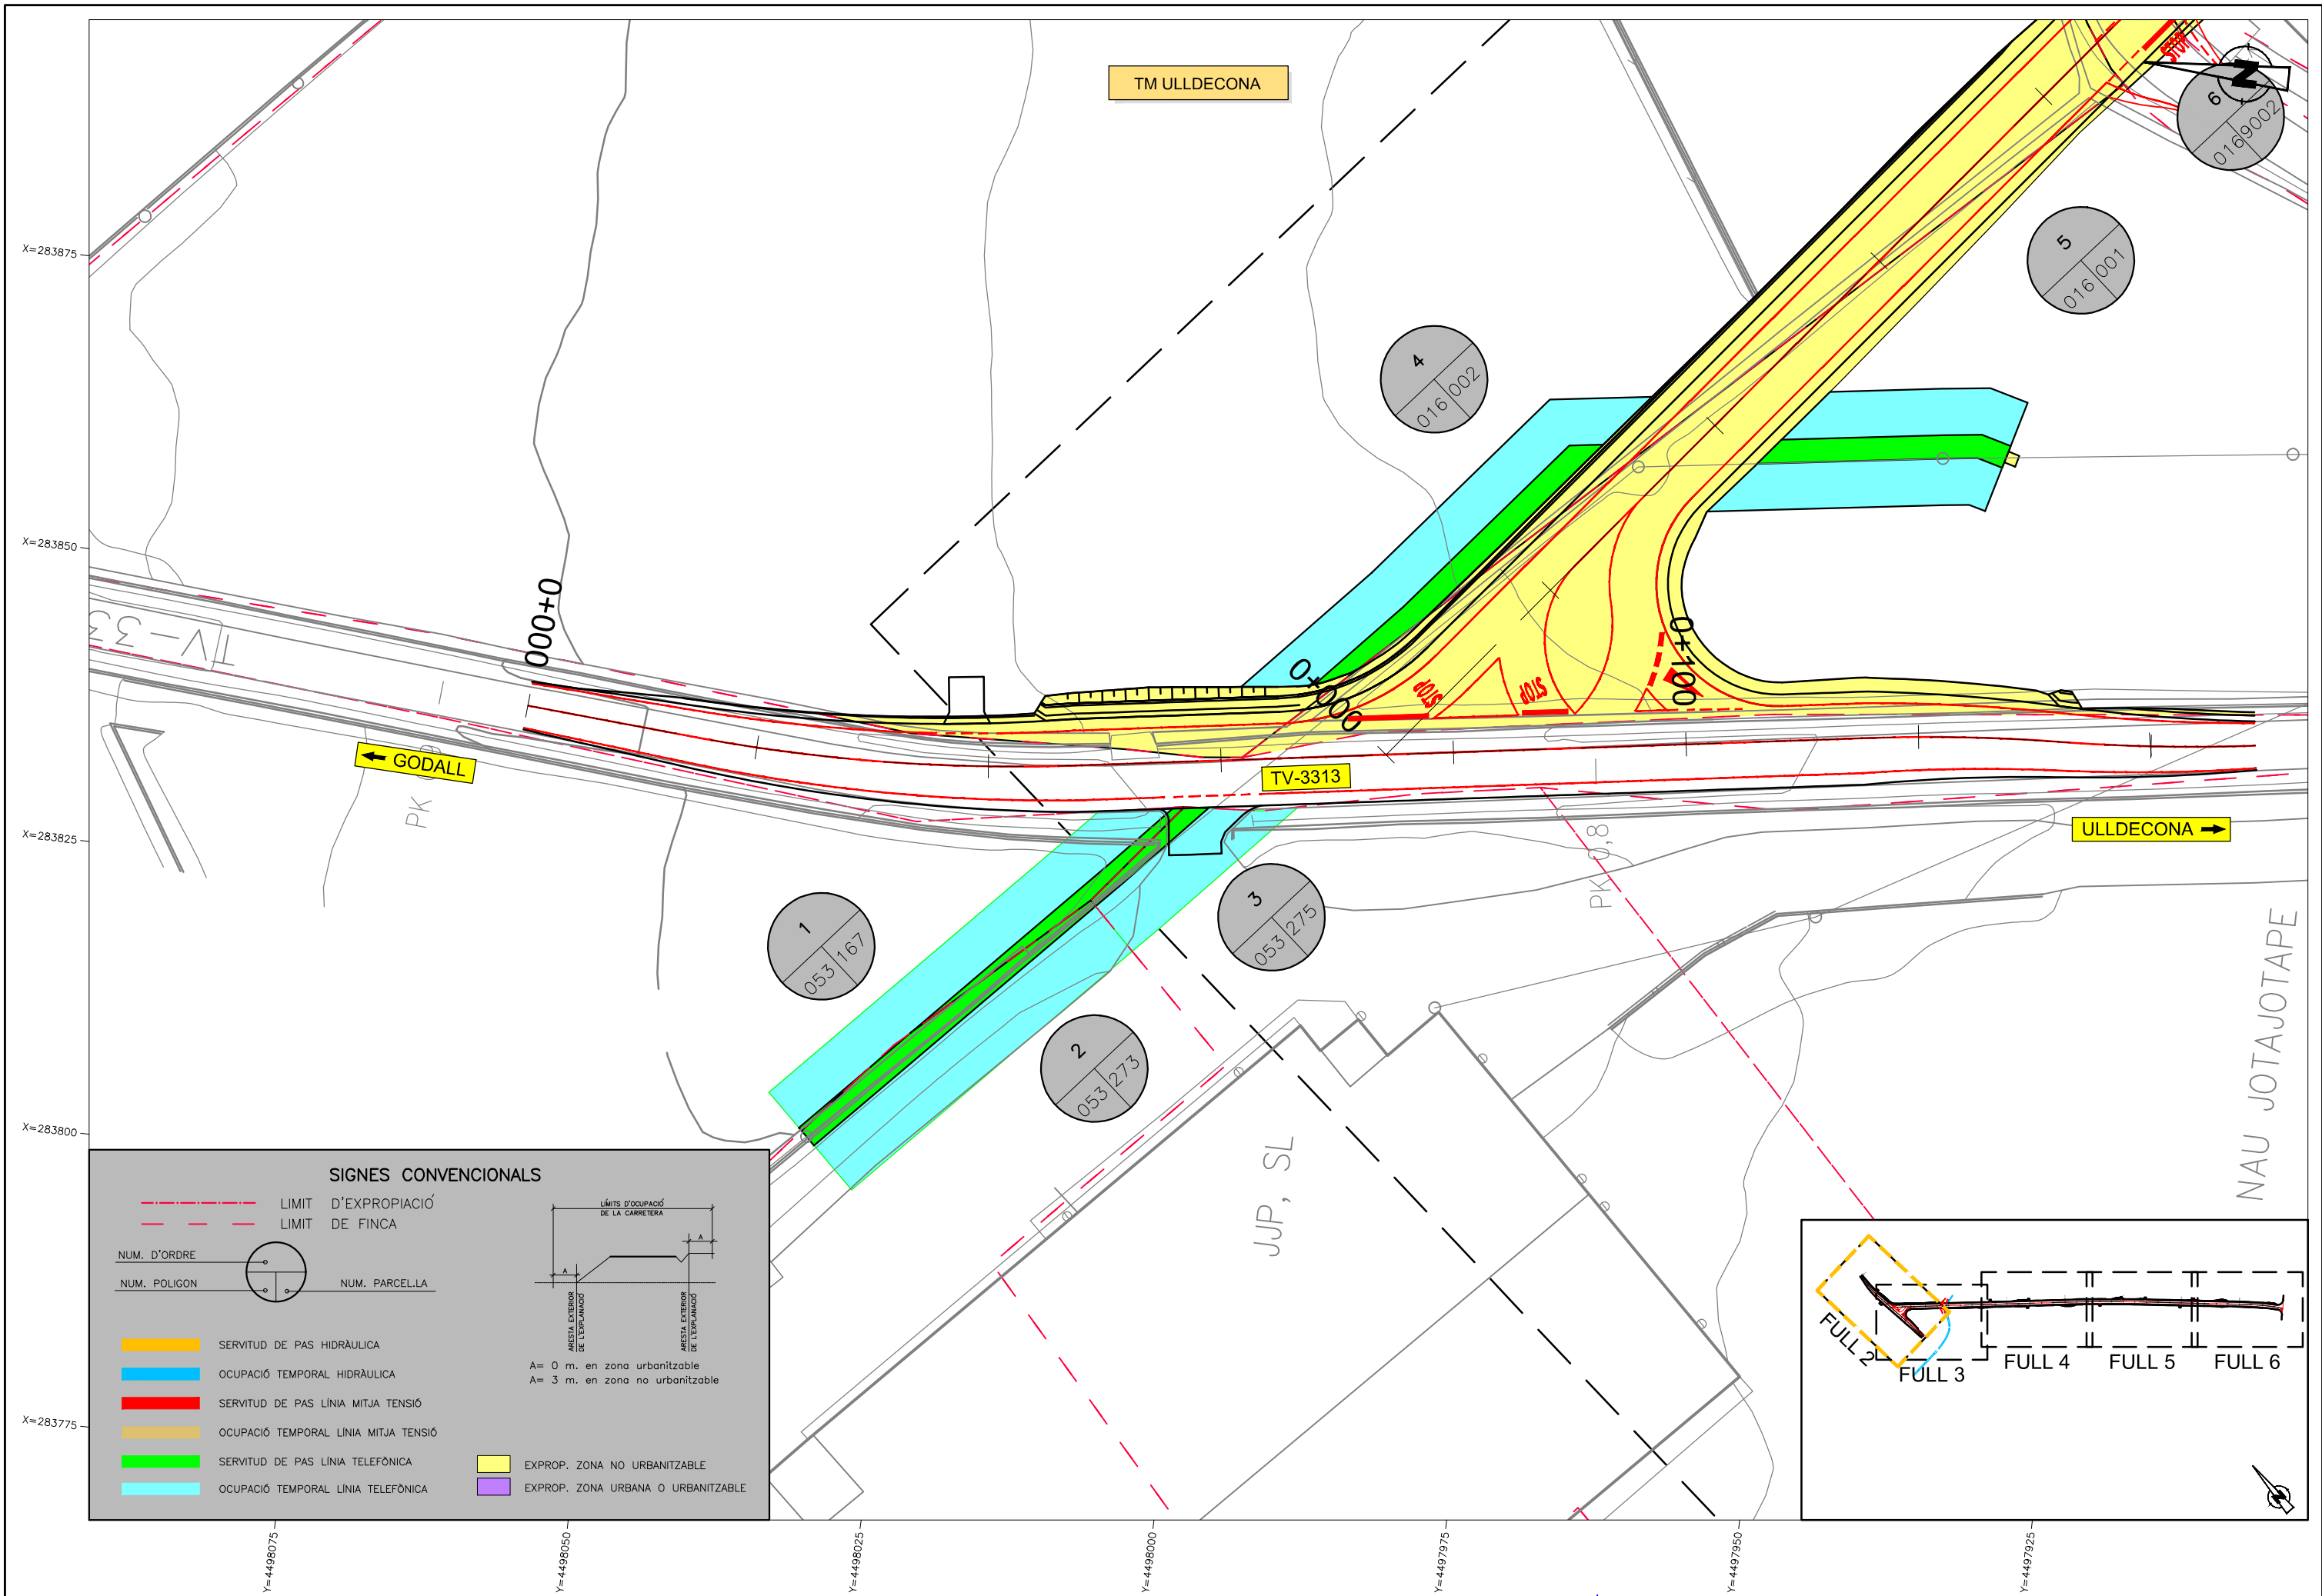 TM ULLDECONA
STOP
N
6
016 9002
5
016 001
4
016 002
X=283875
X=283850
X=283825
X=283800
X=283775
TV-33
0+000
0+000
0+100
STOP
STOP
GODALL
PK
TV-3313
PK 0,8
ULLDECONA
1
053 167
3
053 275
2
053 273
JJP, SL
NAU JOTAJOTAPE
SIGNES CONVENCIONALS
LIMIT D'EXPROPIACIÓ
LIMIT DE FINCA
NUM. D'ORDRE
NUM. POLIGON
NUM. PARCEL.LA
LÍMITS D'OCUPACIÓ
DE LA CARRETERA
A
A
ARESTA EXTERIOR
DE L'EXPLANACIÓ
ARESTA EXTERIOR
DE L'EXPLANACIÓ
A= 0 m. en zona urbanitzable
A= 3 m. en zona no urbanitzable
SERVITUD DE PAS HIDRÀULICA
OCUPACIÓ TEMPORAL HIDRÀULICA
SERVITUD DE PAS LÍNIA MITJA TENSIÓ
OCUPACIÓ TEMPORAL LÍNIA MITJA TENSIÓ
SERVITUD DE PAS LÍNIA TELEFÒNICA
OCUPACIÓ TEMPORAL LÍNIA TELEFÒNICA
EXPROP. ZONA NO URBANITZABLE
EXPROP. ZONA URBANA O URBANITZABLE
FULL 2
FULL 3
FULL 4
FULL 5
FULL 6
N
Y=4498075
Y=4498050
Y=4498025
Y=4498000
Y=4497975
Y=4497950
Y=4497925